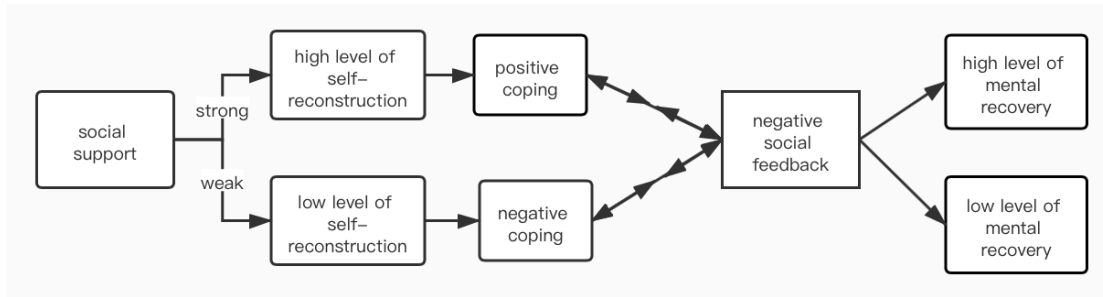 social
support
strong
weak
high level of
self-
reconstruction
low level of
self-
reconstruction
positive
coping
negative
coping
negative
social
feedback
high level of
mental
recovery
low level of
mental
recovery